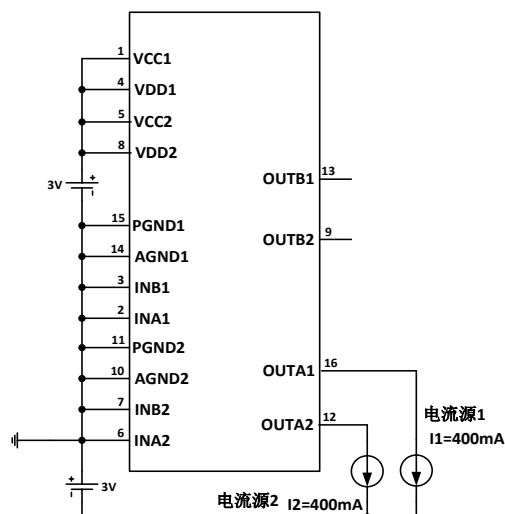 1
VCC1
4
VDD1
5
VCC2
8
VDD2
3V
+
-
15
PGND1
14
AGND1
3
INB1
2
INA1
11
PGND2
10
AGND2
7
INB2
6
INA2
+
-
3V
OUTB1
13
OUTB2
9
OUTA1
16
OUTA2
12
电流源1
I1=400mA
电流源2 I2=400mA